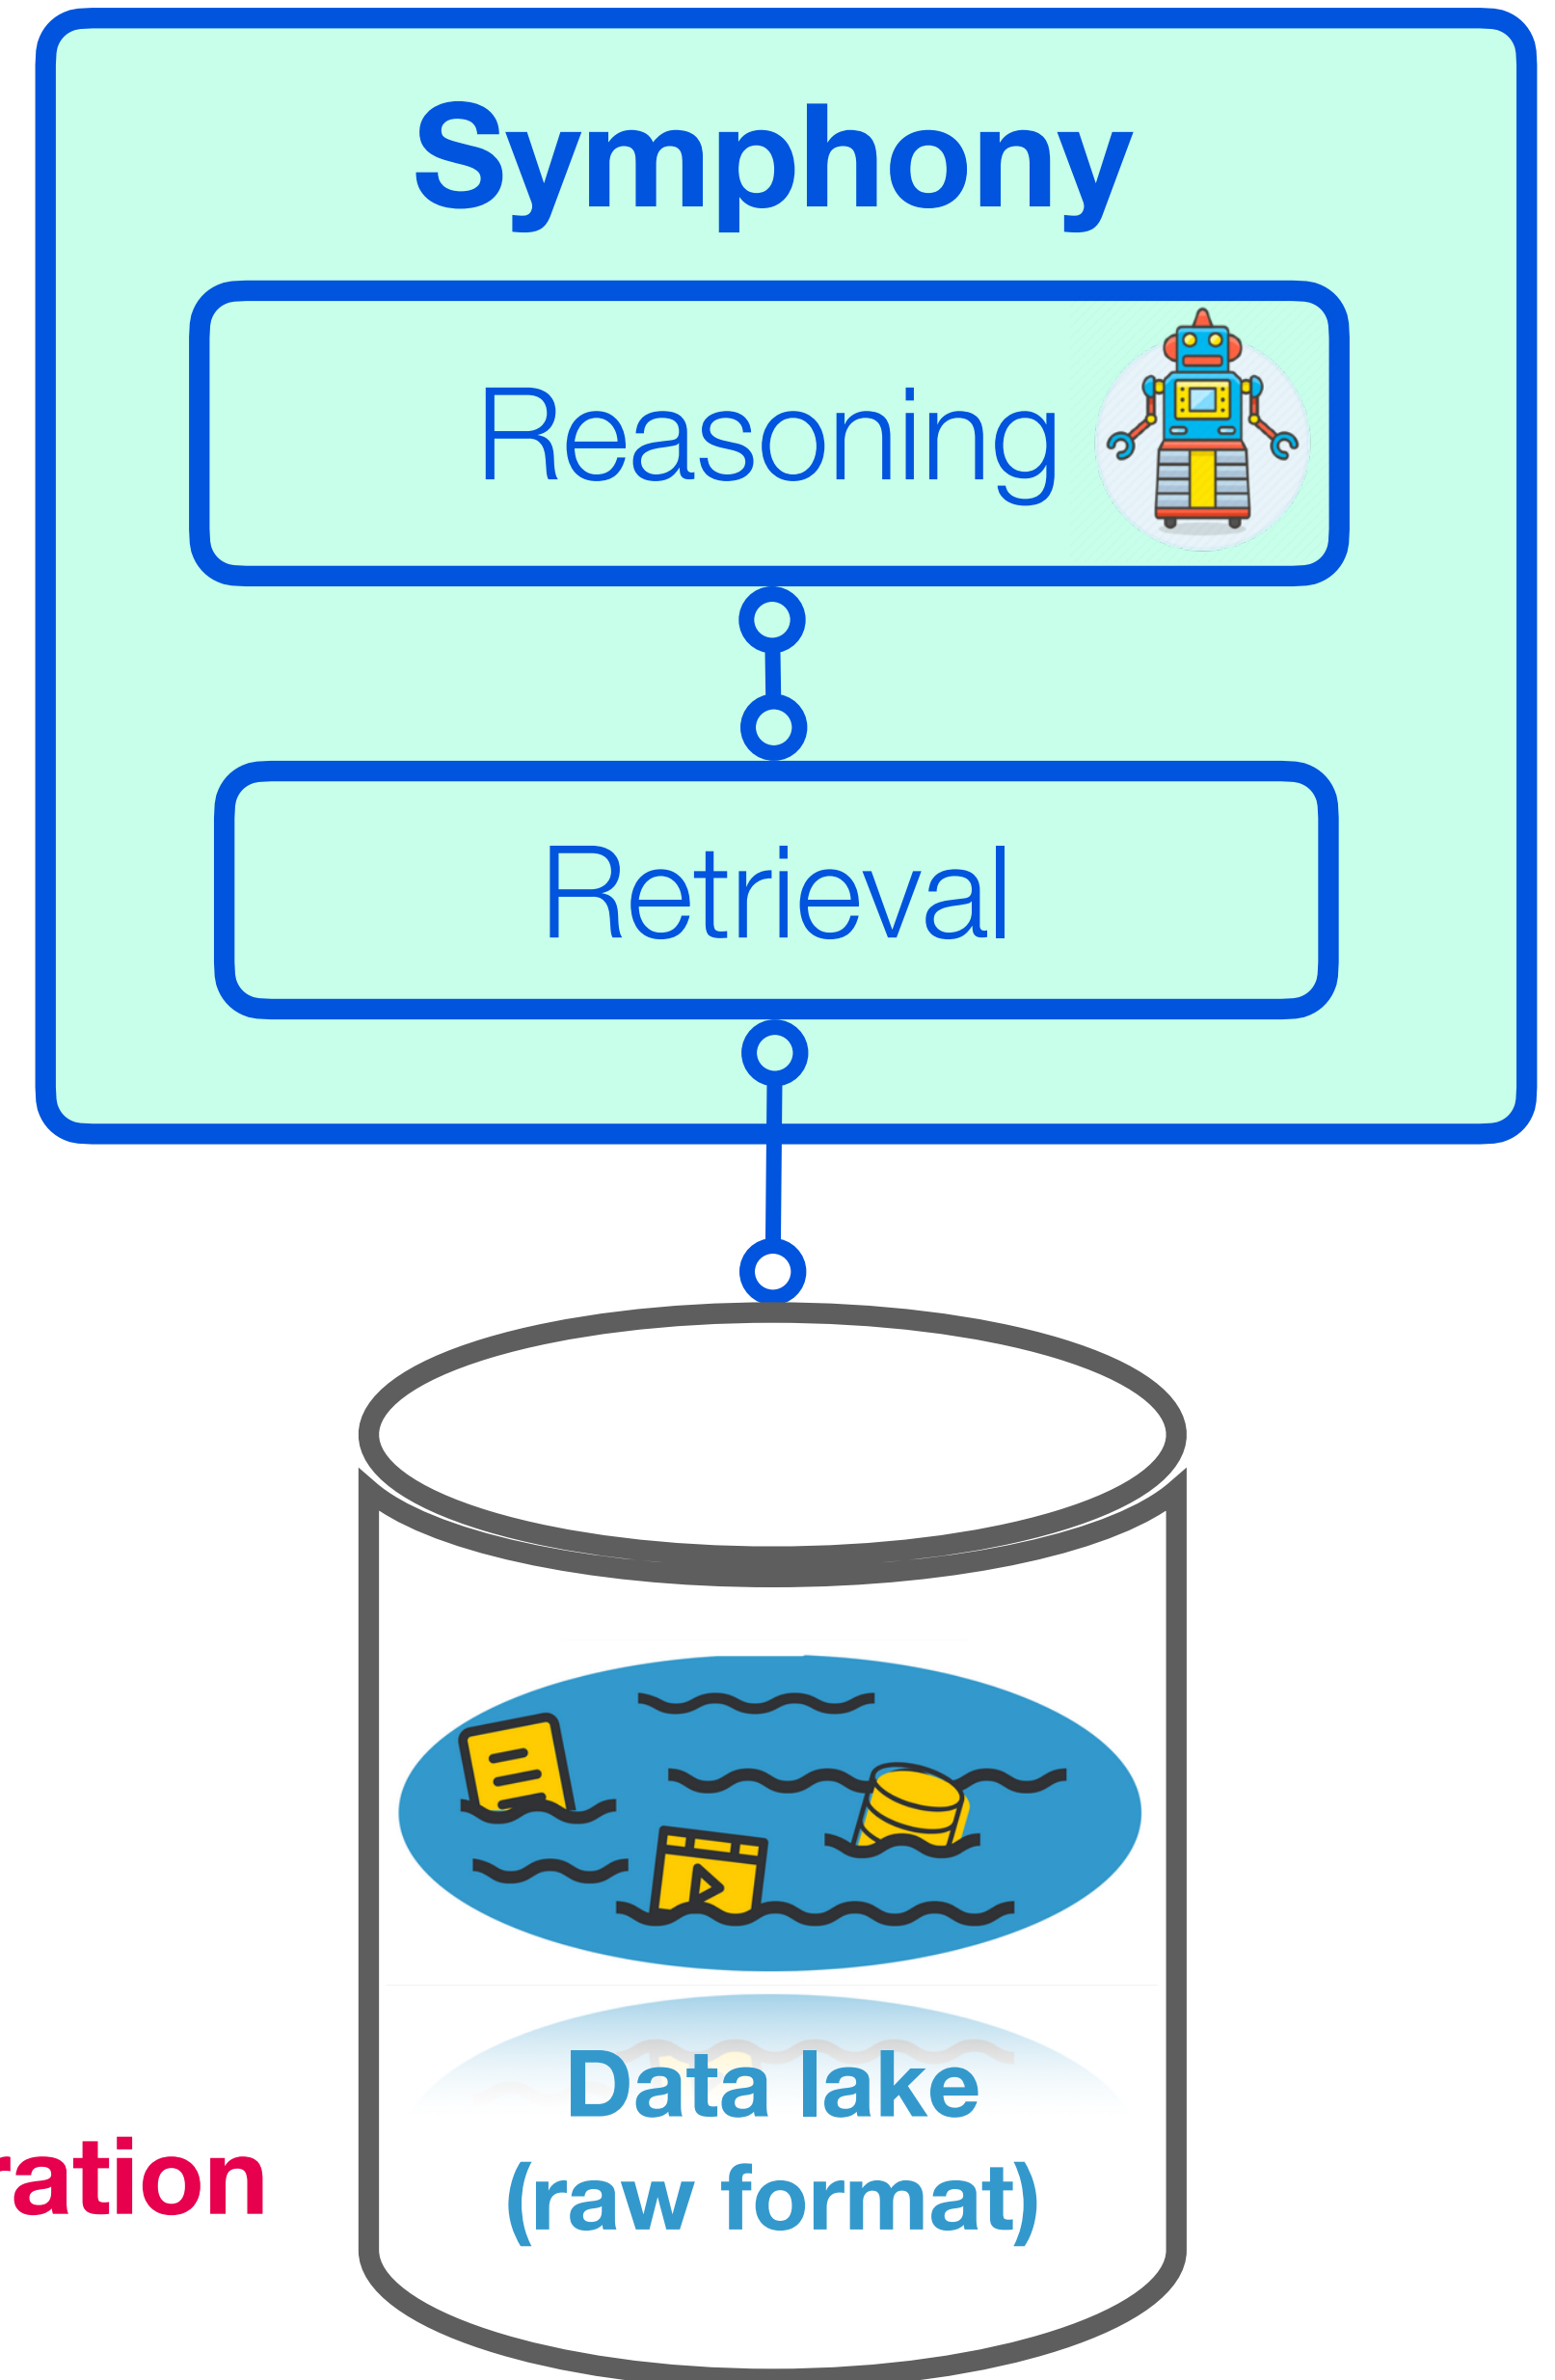 Symphony
Reasoning
Retrieval
Data lake
ration
(raw format)